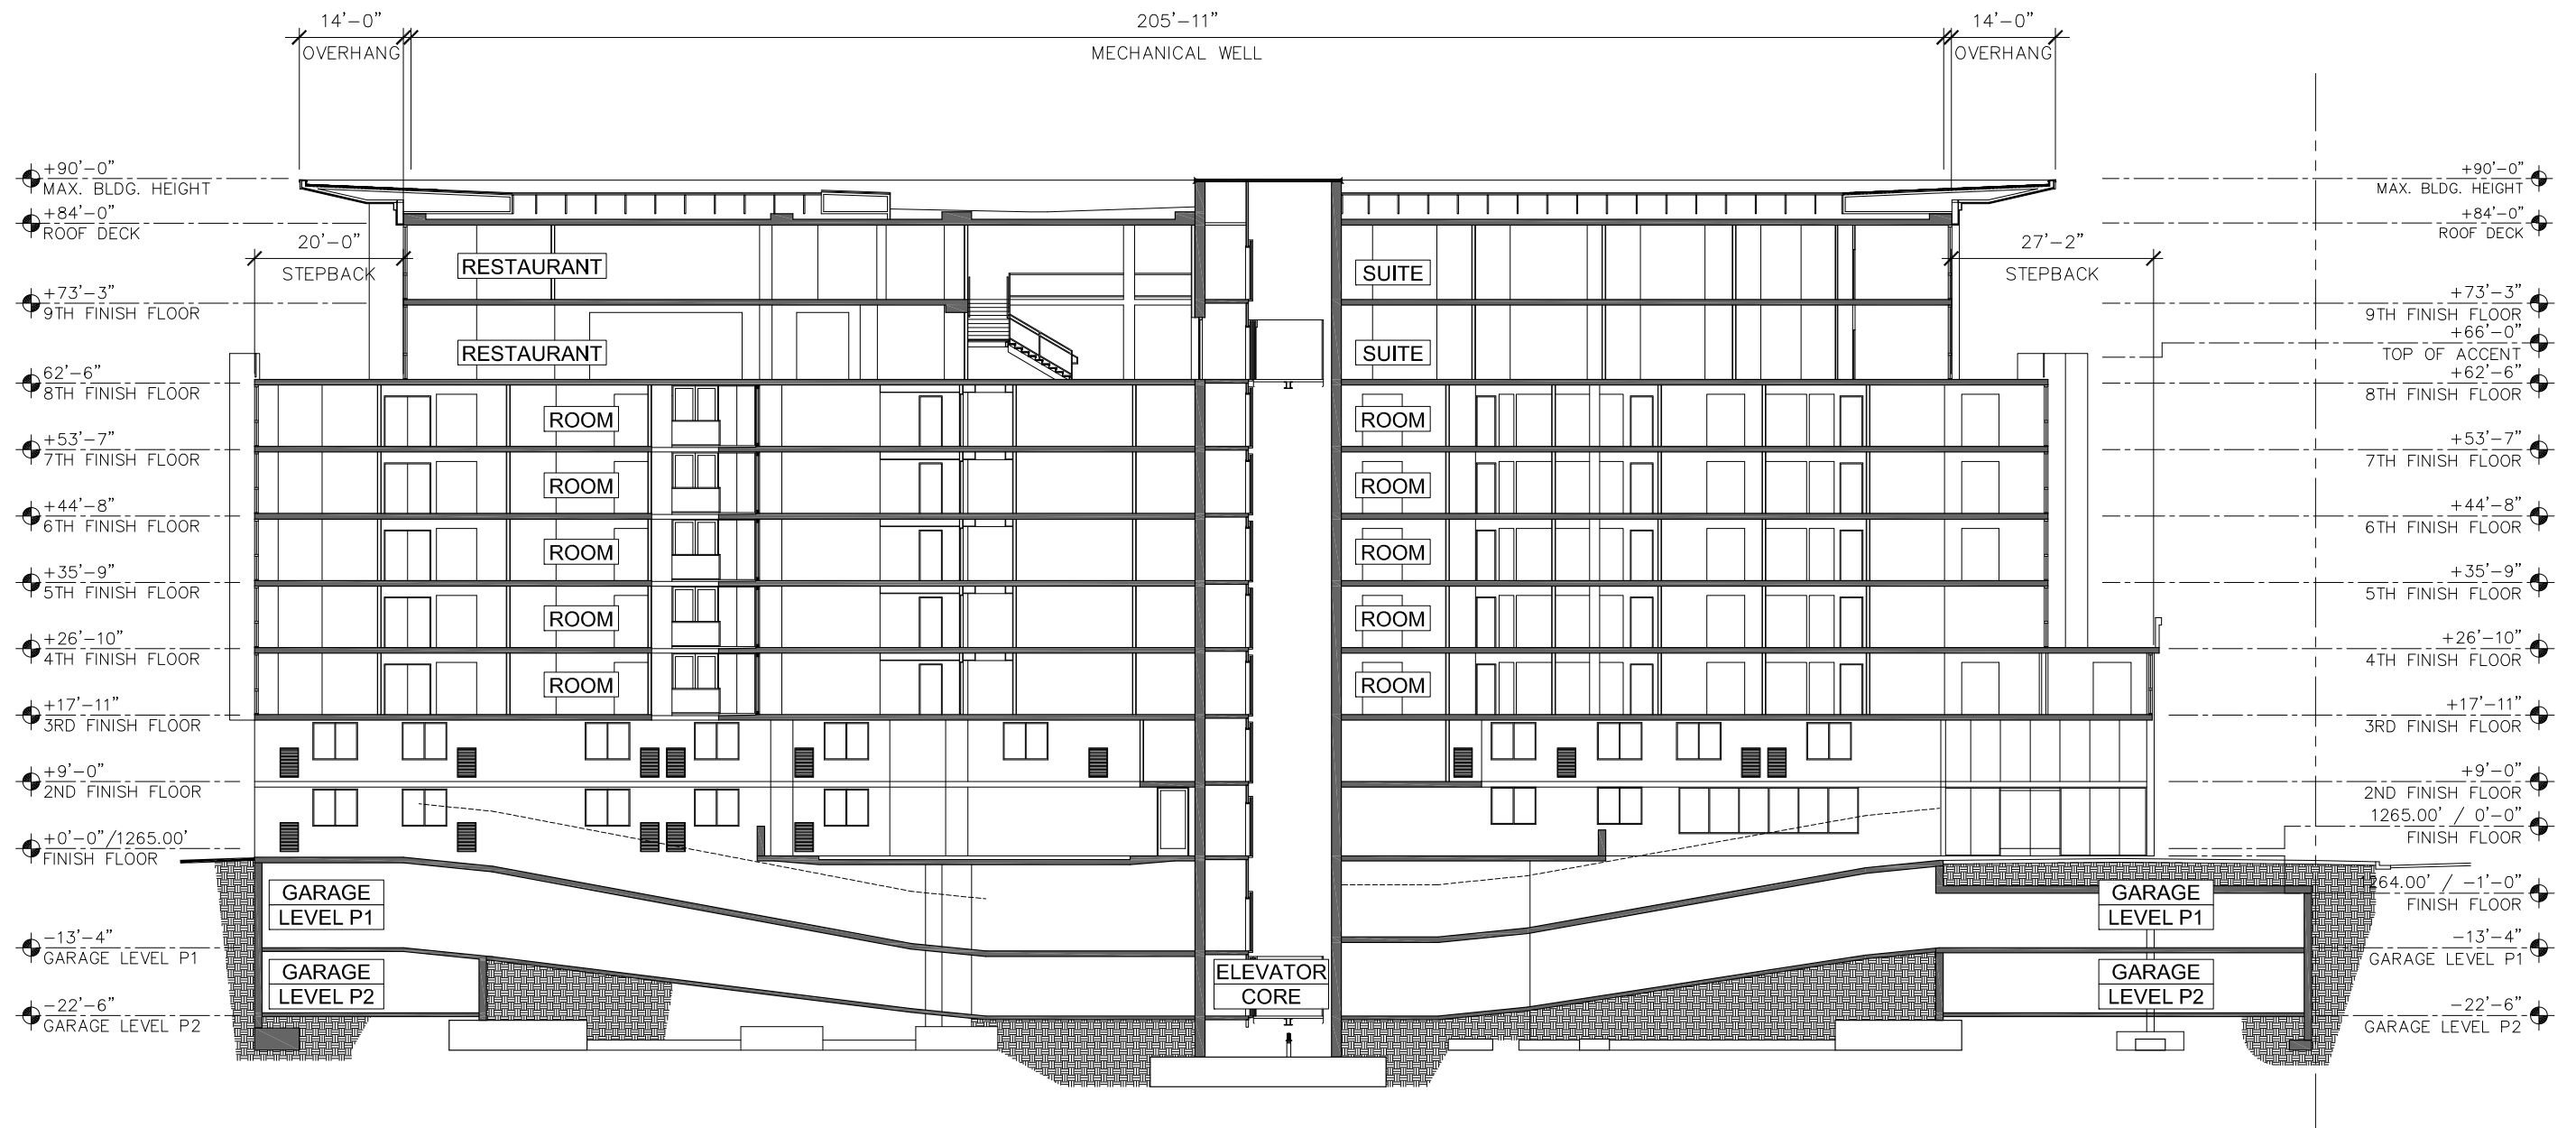 14'-0" 205'-11" 14'-0"
OVERHANG MECHANICAL WELL OVERHANG
+90'-0"
MAX. BLDG. HEIGHT
+84'-0"
ROOF DECK
20'-0"
STEPBACK
+73'-3"
9TH FINISH FLOOR
62'-6"
8TH FINISH FLOOR
+53'-7"
7TH FINISH FLOOR
+44'-8"
6TH FINISH FLOOR
+35'-9"
5TH FINISH FLOOR
+26'-10"
4TH FINISH FLOOR
+17'-11"
3RD FINISH FLOOR
+9'-0"
2ND FINISH FLOOR
+0'-0"/1265.00'
FINISH FLOOR
-13'-4"
GARAGE LEVEL P1
-22'-6"
GARAGE LEVEL P2
RESTAURANT
RESTAURANT
ROOM
ROOM
ROOM
ROOM
ROOM
GARAGE
LEVEL P1
GARAGE
LEVEL P2
ELEVATOR
CORE
SUITE
SUITE
ROOM
ROOM
ROOM
ROOM
ROOM
GARAGE
LEVEL P1
GARAGE
LEVEL P2
+90'-0"
MAX. BLDG. HEIGHT
+84'-0"
ROOF DECK
27'-2"
STEPBACK
+73'-3"
9TH FINISH FLOOR
+66'-0"
TOP OF ACCENT
+62'-6"
8TH FINISH FLOOR
+53'-7"
7TH FINISH FLOOR
+44'-8"
6TH FINISH FLOOR
+35'-9"
5TH FINISH FLOOR
+26'-10"
4TH FINISH FLOOR
+17'-11"
3RD FINISH FLOOR
+9'-0"
2ND FINISH FLOOR
1265.00' / 0'-0"
FINISH FLOOR
1264.00' / -1'-0"
FINISH FLOOR
-13'-4"
GARAGE LEVEL P1
-22'-6"
GARAGE LEVEL P2